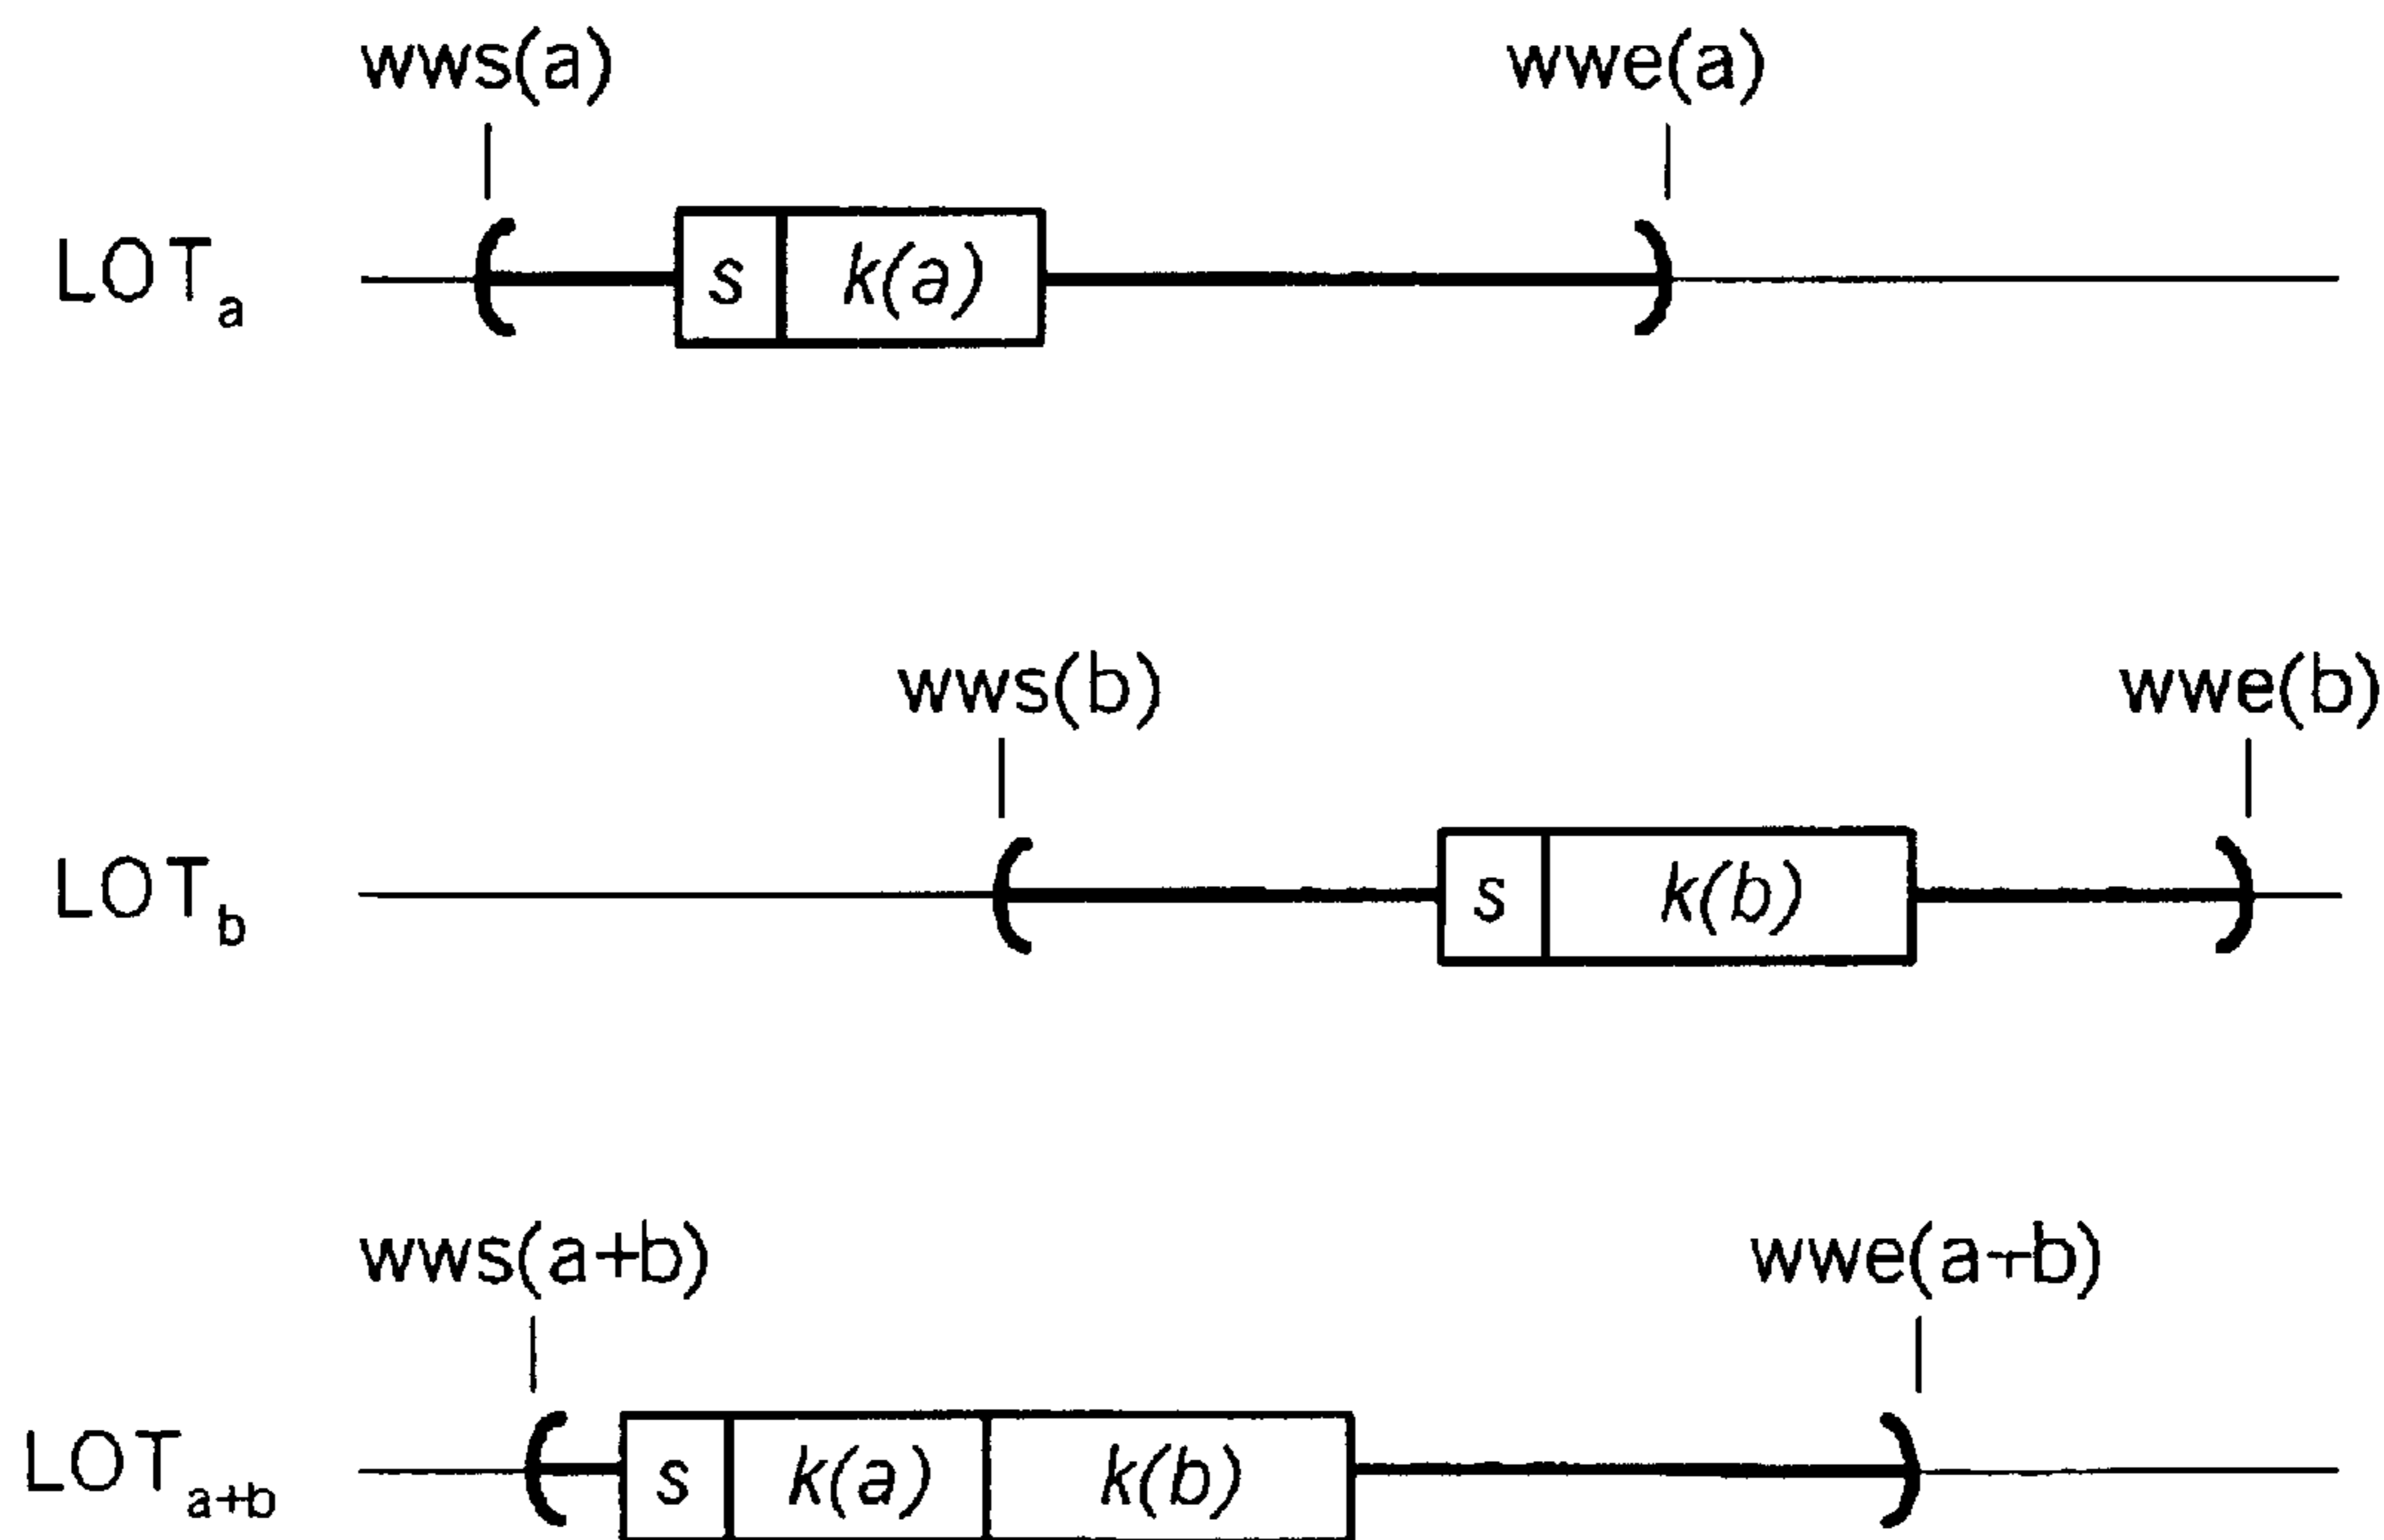 wws(a) wwe(a)
LOTa s k(a)
wws(b) wwe(b)
LOTb s k(b)
wws(a+b) wwe(a+b)
LOTa+b s k(a) k(b)